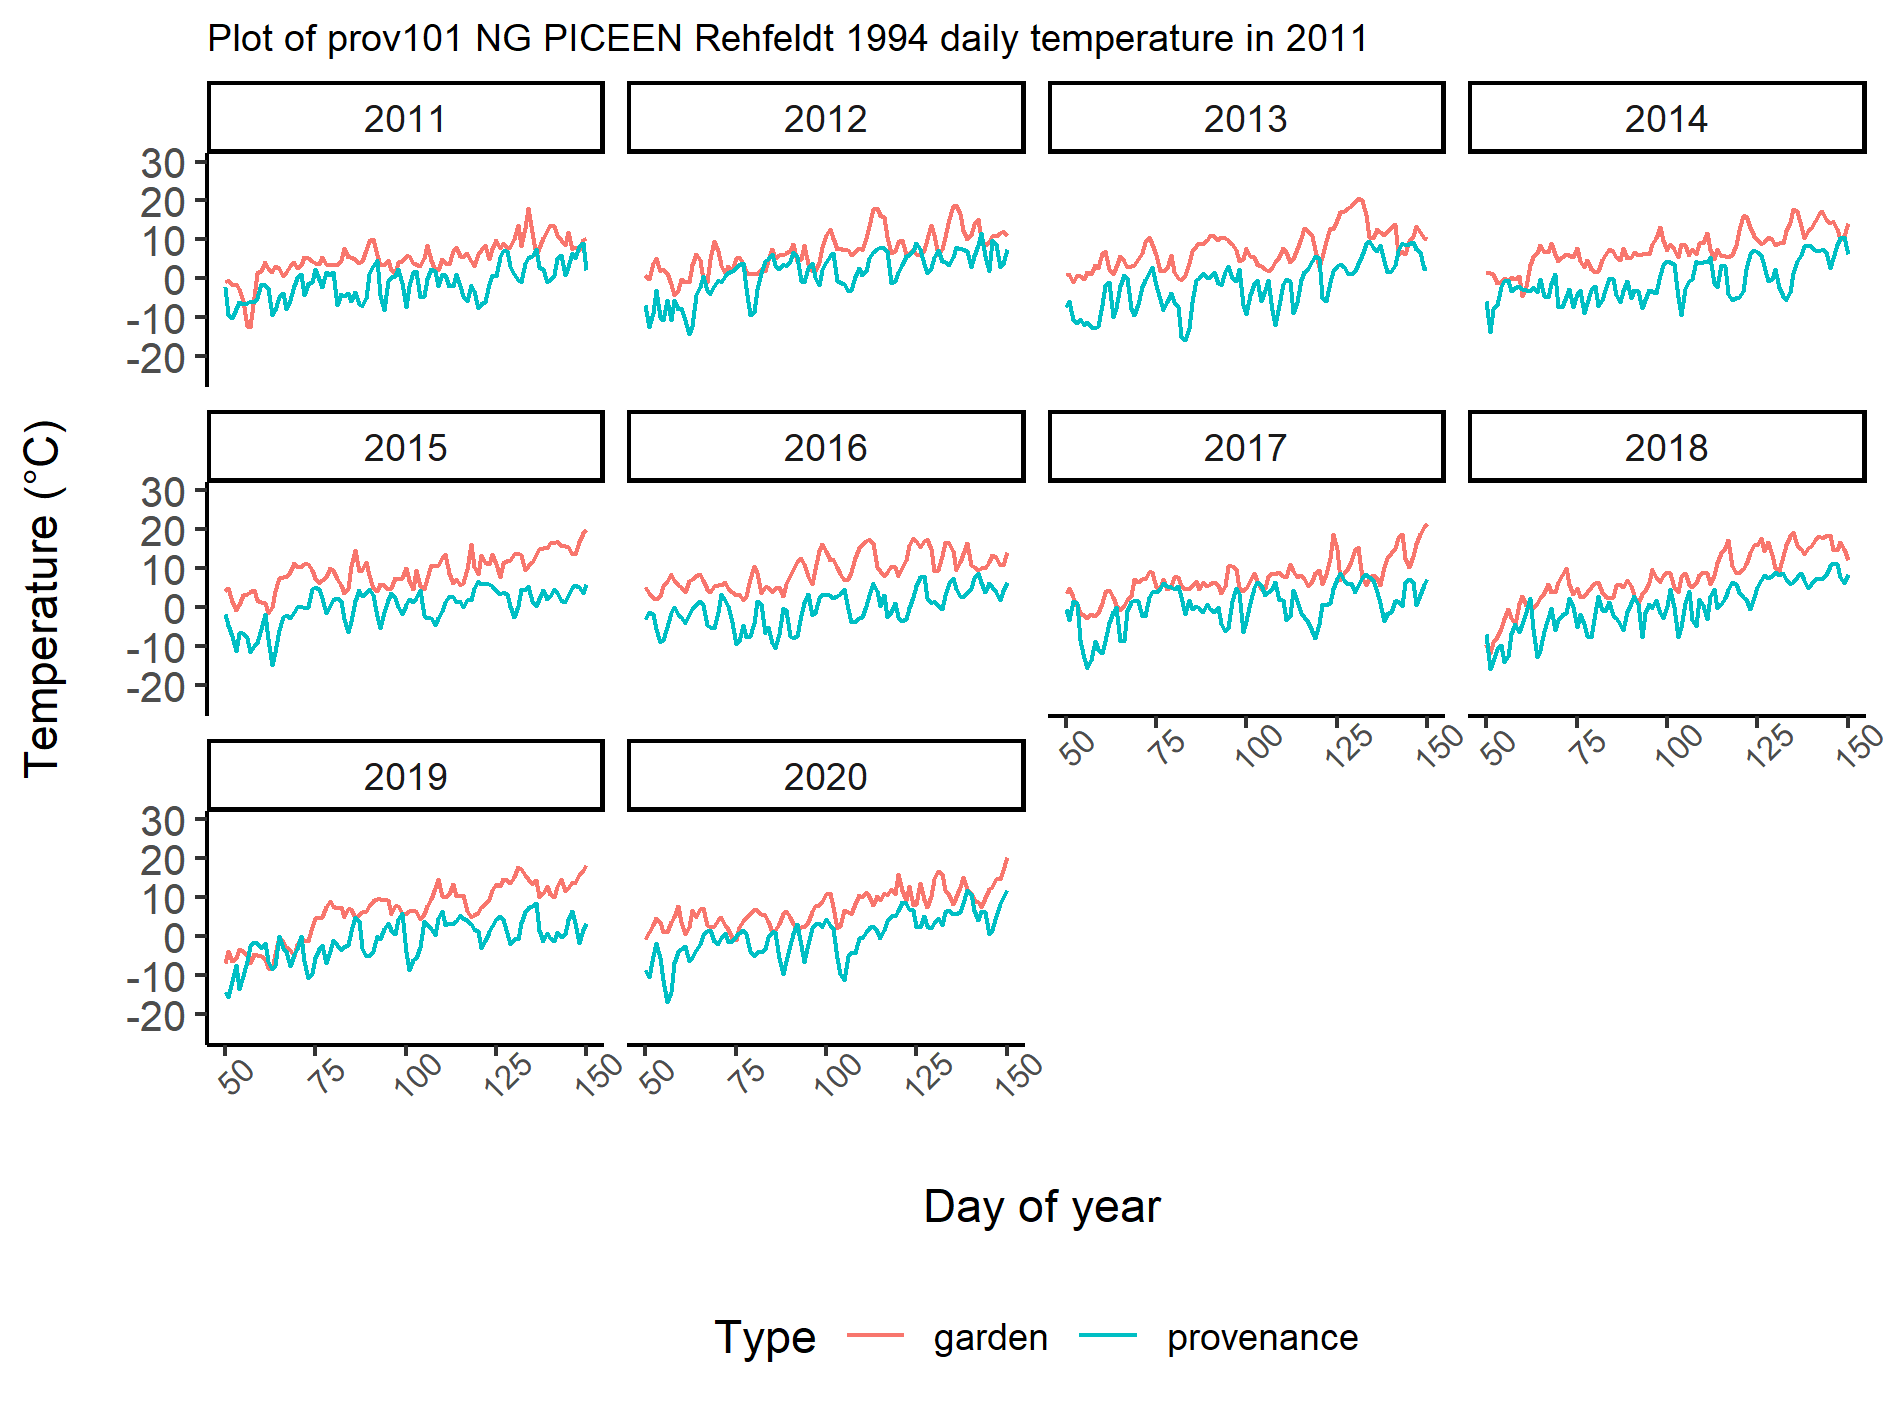 Plot of prov101 NG PICEEN Rehfeldt 1994 daily temperature in 2011
2011 2012 2013 2014
30
20
10
0
-10
-20
2015 2016 2017 2018
30
20
10
0
-10
-20
50 75 100 125 150 50 75 100 125 150
2019 2020
30
20
10
0
-10
-20
50 75 100 125 150 50 75 100 125 150
Temperature (°C)
Day of year
Type garden provenance